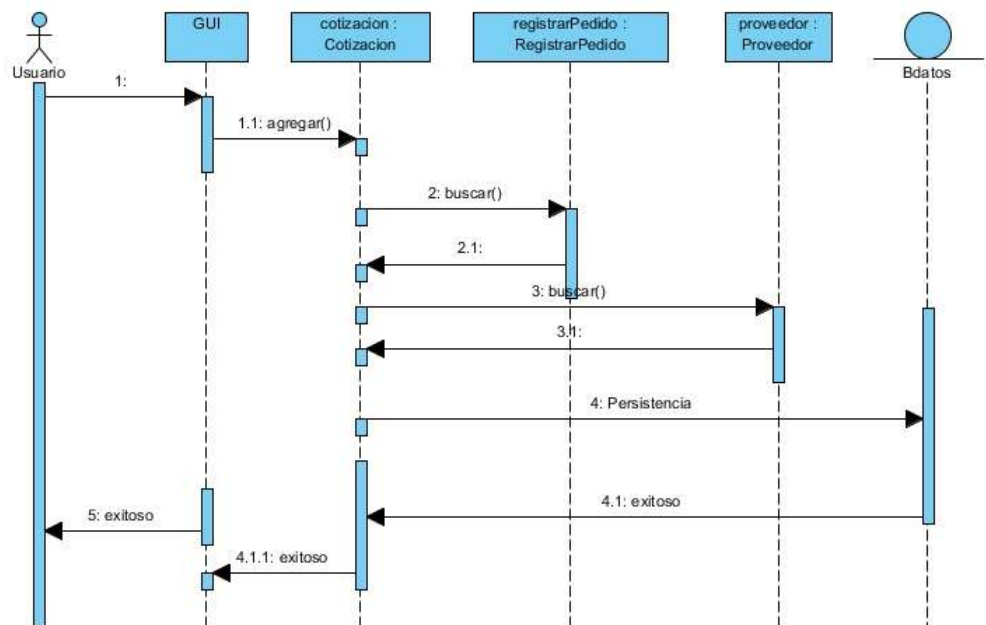 GUI
cotizacion :
Cotizacion
registrarPedido :
RegistrarPedido
proveedor :
Proveedor
Usuario
Bdatos
1:
1.1: agregar()
2: buscar()
2.1:
3: buscar()
3.1:
4: Persistencia
4.1: exitoso
5: exitoso
4.1.1: exitoso